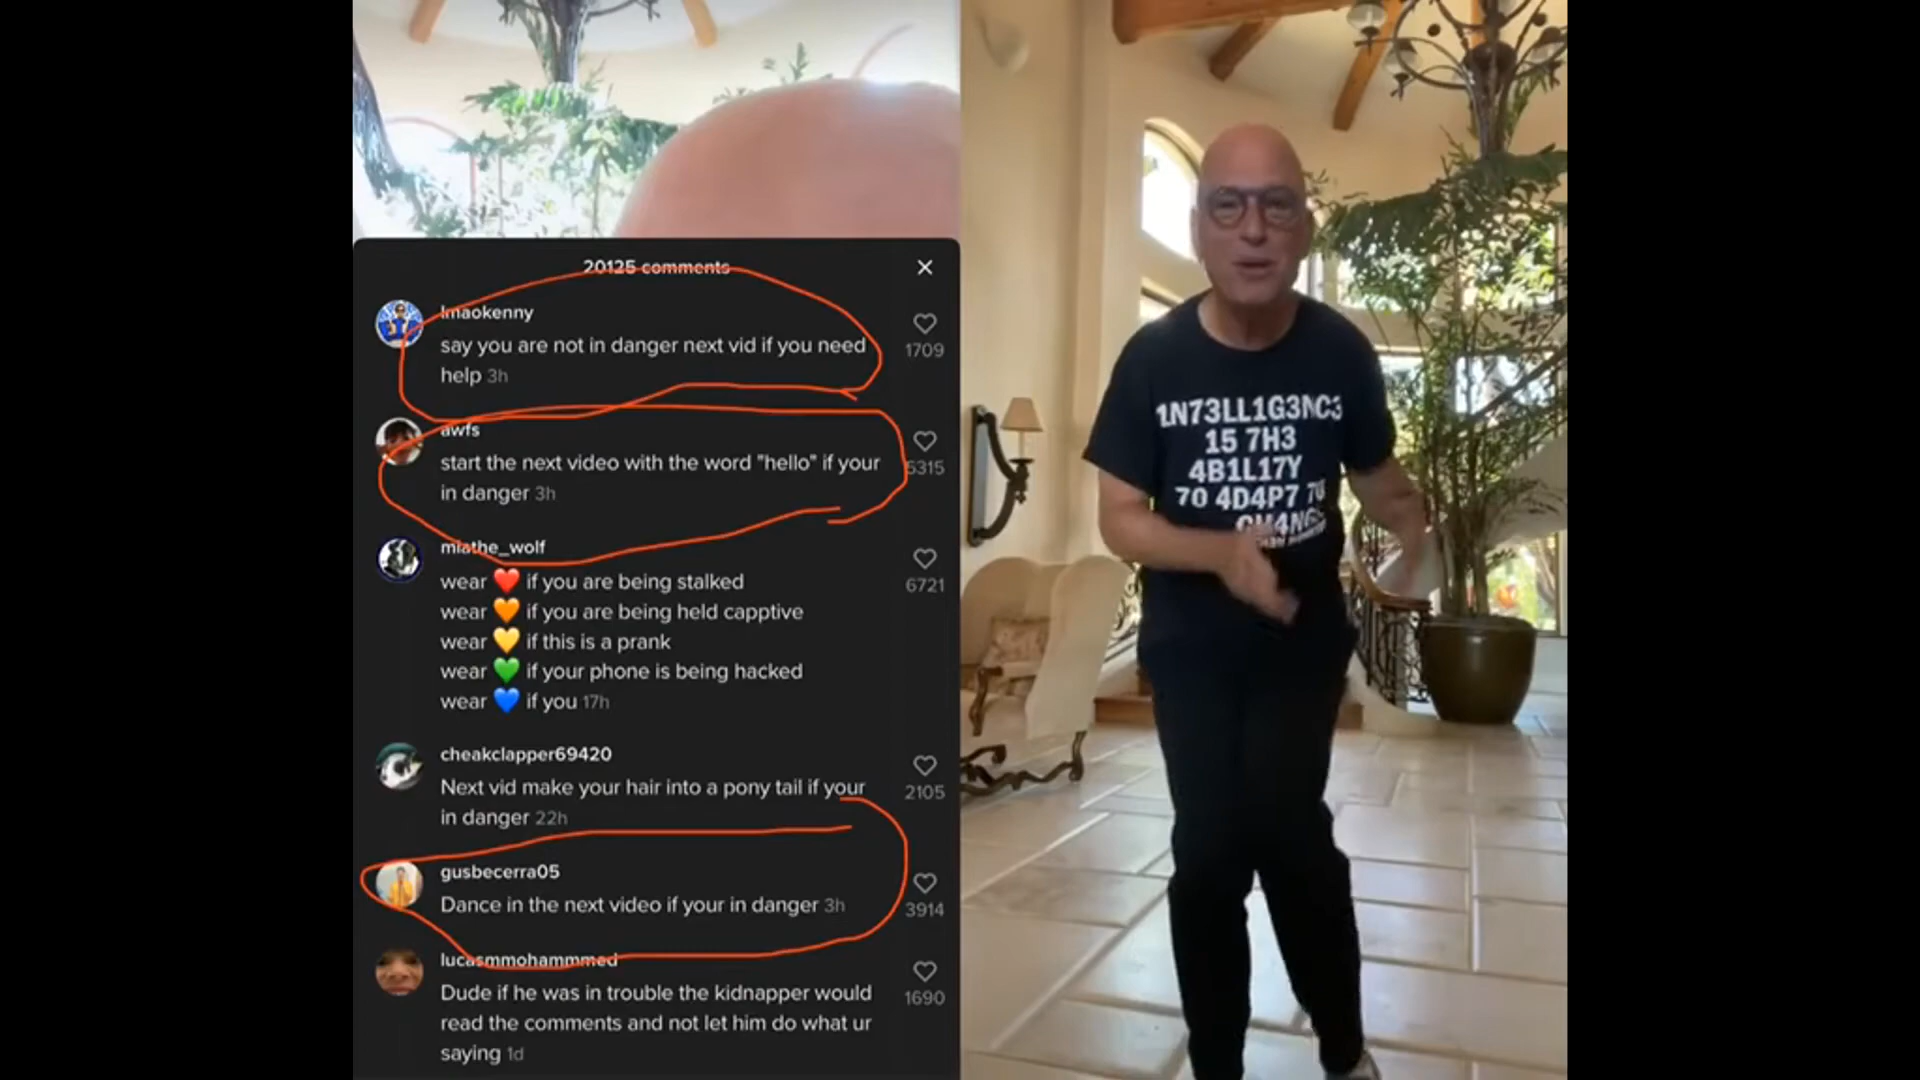 20125 comments
lmaokenny
say you are not in danger next vid if you need
help 3h
1709
awfs
start the next video with the word "hello" if your
in danger 3h
5315
miathe_wolf
wear ❤️ if you are being stalked
wear 🧡 if you are being held capptive
wear 💛 if this is a prank
wear 💚 if your phone is being hacked
wear 💙 if you 17h
6721
cheakclapper69420
Next vid make your hair into a pony tail if your
in danger 22h
2105
gusbecerra05
Dance in the next video if your in danger 3h
3914
lucasmmohammmed
Dude if he was in trouble the kidnapper would
read the comments and not let him do what ur
saying 1d
1690
1N73LL1G3NC3
15 7H3
4B1L17Y
70 4D4P7 70
CH4NG